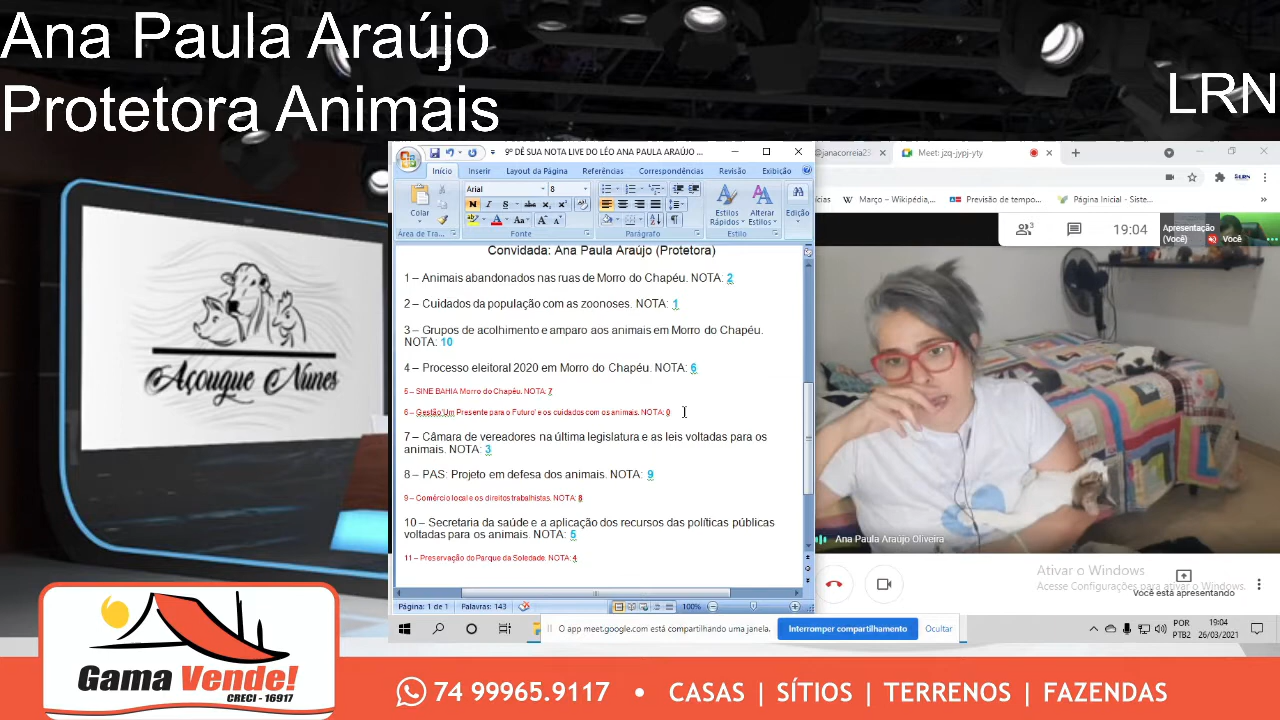 Ana Paula Araújo
Protetora Animais
LRN
9º DÊ SUA NOTA LIVE DO LÉO ANA PAULA ARAÚJO ...
Início Inserir Layout da Página Referências Correspondências Revisão Exibição
Arial 8
Colar
Estilos Rápidos
Alterar Estilos
Edição
Área de Tra... Fonte Parágrafo Estilo
Convidada: Ana Paula Araújo (Protetora)
1 – Animais abandonados nas ruas de Morro do Chapéu. NOTA: 2
2 – Cuidados da população com as zoonoses. NOTA: 1
3 – Grupos de acolhimento e amparo aos animais em Morro do Chapéu.
NOTA: 10
4 – Processo eleitoral 2020 em Morro do Chapéu. NOTA: 6
5 – SINE BAHIA Morro do Chapéu. NOTA: 7
6 – Gestão'Um Presente para o Futuro' e os cuidados com os animais. NOTA: 0
7 – Câmara de vereadores na última legislatura e as leis voltadas para os
animais. NOTA: 3
8 – PAS: Projeto em defesa dos animais. NOTA: 9
9 – Comércio local e os direitos trabalhistas. NOTA: 8
10 – Secretaria da saúde e a aplicação dos recursos das políticas públicas
voltadas para os animais. NOTA: 5
11 – Preservação do Parque da Soledade. NOTA: 4
Página: 1 de 1 Palavras: 143 100%
@janacorreia23 Meet: jzq-jypj-yty
Março – Wikipédia,... Previsão de tempo... Página Inicial - Siste...
3 19:04
Apresentação
(Você) Você
Ana Paula Araújo Oliveira
Ativar o Windows
Acesse Configurações para ativar o Windows.
Você está apresentando
O app meet.google.com está compartilhando uma janela. Interromper compartilhamento Ocultar
POR
PTB2
19:04
26/03/2021
Açougue Nunes
Gama Vende!
CRECI - 16917
74 99965.9117 • CASAS | SÍTIOS | TERRENOS | FAZENDAS